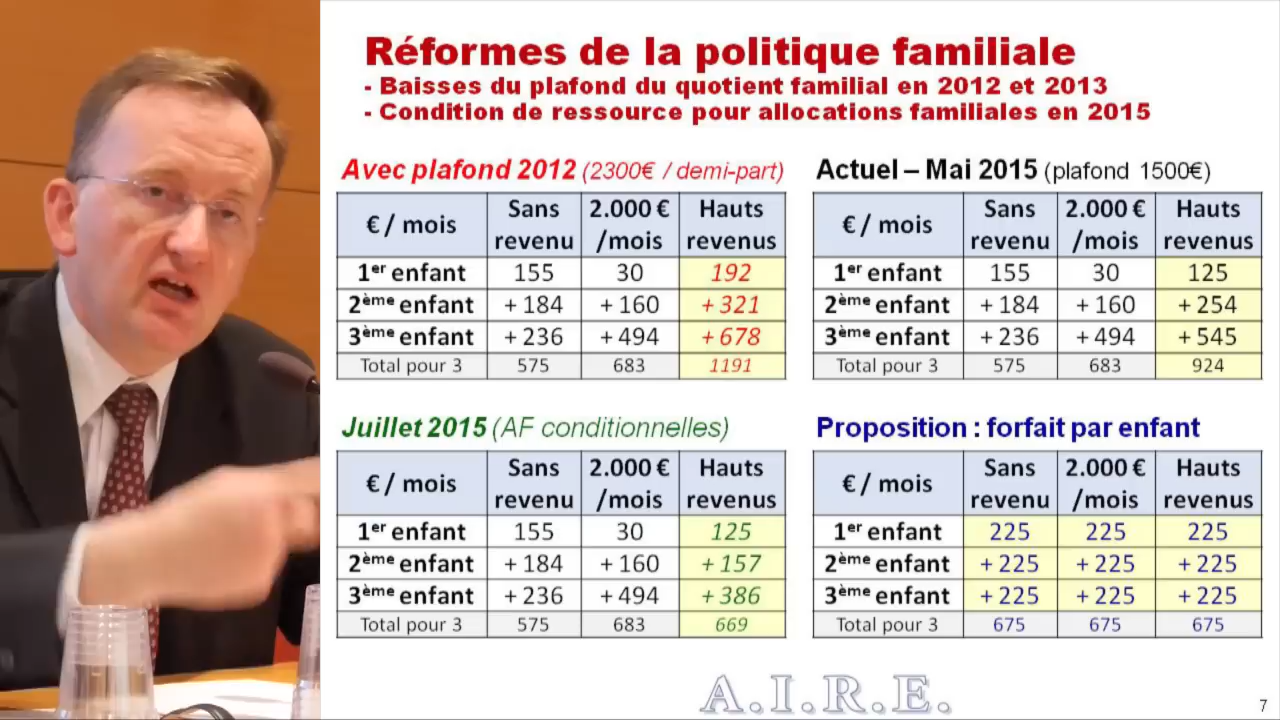 Réformes de la politique familiale
- Baisses du plafond du quotient familial en 2012 et 2013
- Condition de ressource pour allocations familiales en 2015
Avec plafond 2012 (2300€ / demi-part)
€ / mois Sans revenu 2.000 € /mois Hauts revenus
1er enfant 155 30 192
2ème enfant + 184 + 160 + 321
3ème enfant + 236 + 494 + 678
Total pour 3 575 683 1191
Actuel – Mai 2015 (plafond 1500€)
€ / mois Sans revenu 2.000 € /mois Hauts revenus
1er enfant 155 30 125
2ème enfant + 184 + 160 + 254
3ème enfant + 236 + 494 + 545
Total pour 3 575 683 924
Juillet 2015 (AF conditionnelles)
€ / mois Sans revenu 2.000 € /mois Hauts revenus
1er enfant 155 30 125
2ème enfant + 184 + 160 + 157
3ème enfant + 236 + 494 + 386
Total pour 3 575 683 669
Proposition : forfait par enfant
€ / mois Sans revenu 2.000 € /mois Hauts revenus
1er enfant 225 225 225
2ème enfant + 225 + 225 + 225
3ème enfant + 225 + 225 + 225
Total pour 3 675 675 675
A.I.R.E.
7